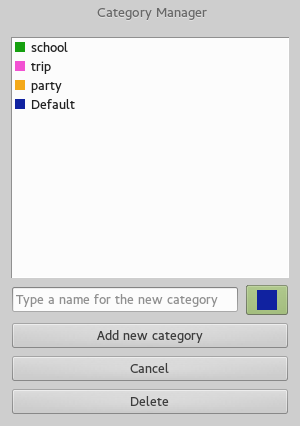 Category Manager
school
trip
party
Default
Type a name for the new category
Add new category
Cancel
Delete